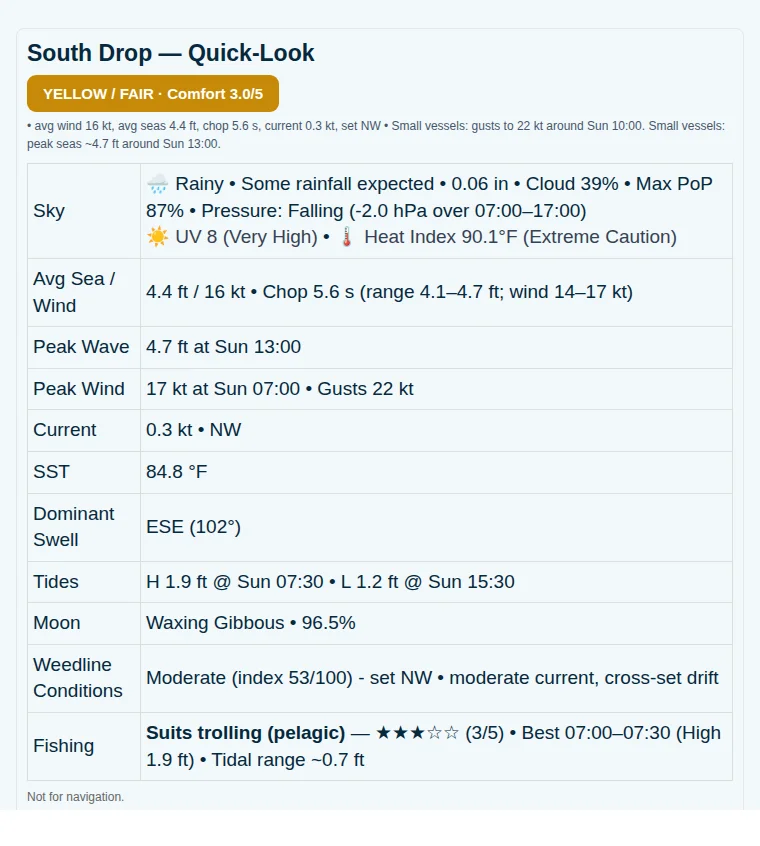 South Drop — Quick-Look
YELLOW / FAIR · Comfort 3.0/5
• avg wind 16 kt, avg seas 4.4 ft, chop 5.6 s, current 0.3 kt, set NW • Small vessels: gusts to 22 kt around Sun 10:00. Small vessels:
peak seas ~4.7 ft around Sun 13:00.
Sky
🌧️ Rainy • Some rainfall expected • 0.06 in • Cloud 39% • Max PoP
87% • Pressure: Falling (-2.0 hPa over 07:00–17:00)
☀️ UV 8 (Very High) • 🌡️ Heat Index 90.1°F (Extreme Caution)
Avg Sea /
Wind
4.4 ft / 16 kt • Chop 5.6 s (range 4.1–4.7 ft; wind 14–17 kt)
Peak Wave
4.7 ft at Sun 13:00
Peak Wind
17 kt at Sun 07:00 • Gusts 22 kt
Current
0.3 kt • NW
SST
84.8 °F
Dominant
Swell
ESE (102°)
Tides
H 1.9 ft @ Sun 07:30 • L 1.2 ft @ Sun 15:30
Moon
Waxing Gibbous • 96.5%
Weedline
Conditions
Moderate (index 53/100) - set NW • moderate current, cross-set drift
Fishing
Suits trolling (pelagic) — ★★★☆☆ (3/5) • Best 07:00–07:30 (High
1.9 ft) • Tidal range ~0.7 ft
Not for navigation.